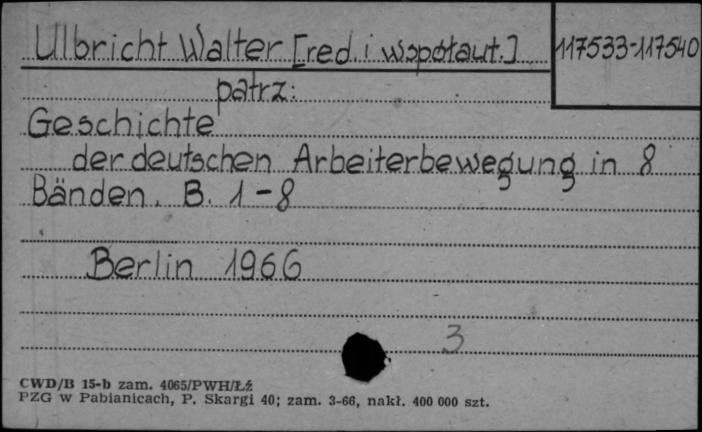 Ulbricht Walter [red. i współaut.] 117533-117540
patrz:
Geschichte
der deutschen Arbeiterbewegung in 8
Bänden. B. 1-8
Berlin 1966
3
CWD/B 15-b zam. 4065/PWH/Łź
PZG w Pabianicach, P. Skargi 40; zam. 3-66, nakł. 400 000 szt.